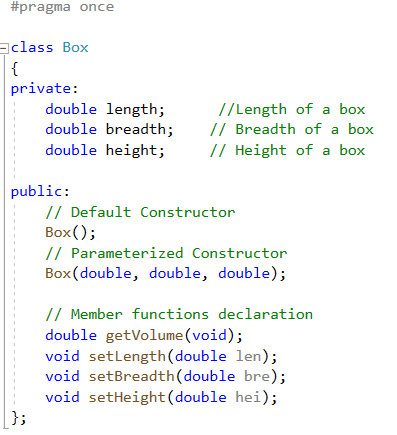 #pragma once
class Box
{
private:
    double length;      //Length of a box
    double breadth;    // Breadth of a box
    double height;     // Height of a box
public:
    // Default Constructor
    Box();
    // Parameterized Constructor
    Box(double, double, double);
    // Member functions declaration
    double getVolume(void);
    void setLength(double len);
    void setBreadth(double bre);
    void setHeight(double hei);
};